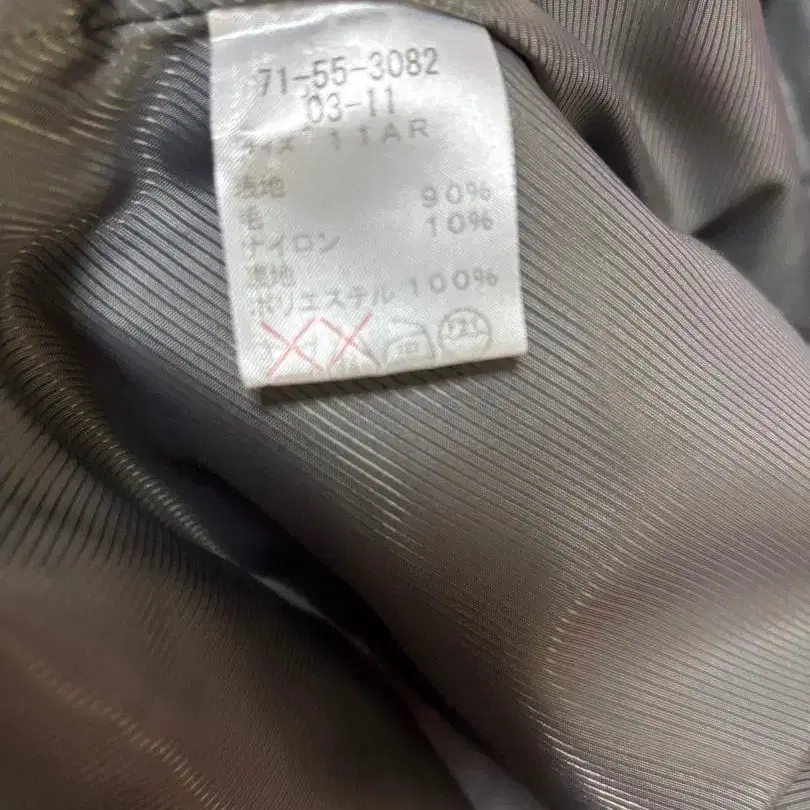 71-55-3082
03-11
サイズ 11AR
表地
毛 90%
ナイロン 10%
裏地
ポリエステル 100%